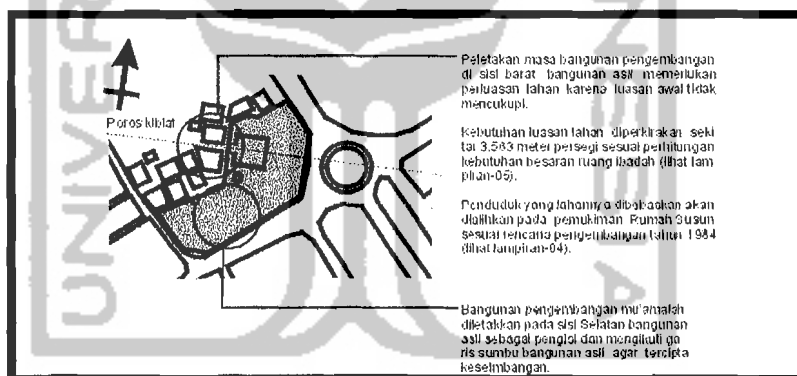 Peletakan masa bangunan pengembangan
di sisi barat bangunan asli memerlukan
perluasan lahan karena luasan awal tidak
mencukupi.
Poros kiblat
Kebutuhan luasan lahan diperkirakan seki
tar 3.563 meter persegi sesuai perhitungan
kebutuhan besaran ruang ibadah (lihat lam
piran-05).
Penduduk yang lahannya dibebaskan akan
dialihkan pada pemukiman Rumah Susun
sesuai rencana pengembangan tahun 1984
(lihat lampiran-04).
Bangunan pengembangan mu'amalah
diletakkan pada sisi Selatan bangunan
asli sebagai pengisi dan mengikuti ga
ris sumbu bangunan asli agar tercipta
keseimbangan.
UNIVER